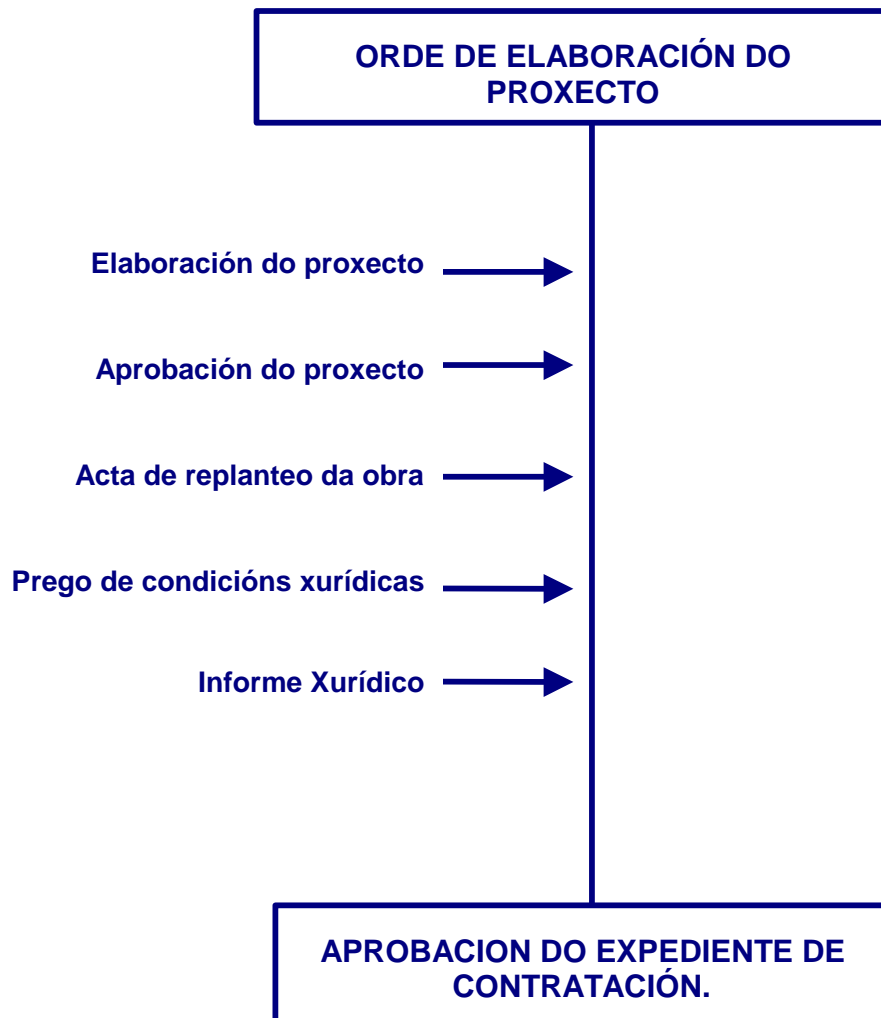 ORDE DE ELABORACIÓN DO
PROXECTO
Elaboración do proxecto
Aprobación do proxecto
Acta de replanteo da obra
Prego de condicións xurídicas
Informe Xurídico
APROBACION DO EXPEDIENTE DE
CONTRATACIÓN.